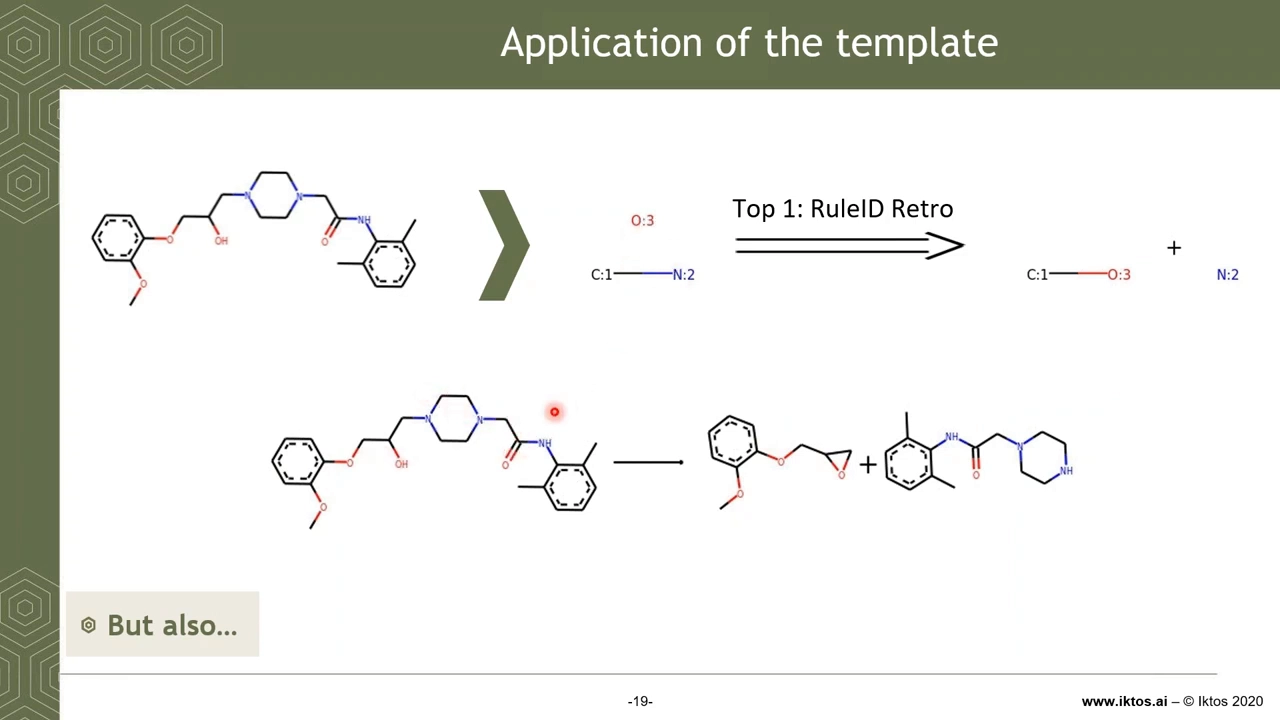 Application of the template
N
N
NH
O
OH
O
O
O:3
C:1
N:2
Top 1: RuleID Retro
C:1
O:3
+
N:2
N
N
NH
O
OH
O
O
O
O
O
+
NH
O
N
NH
But also...
-19-
www.iktos.ai – © Iktos 2020